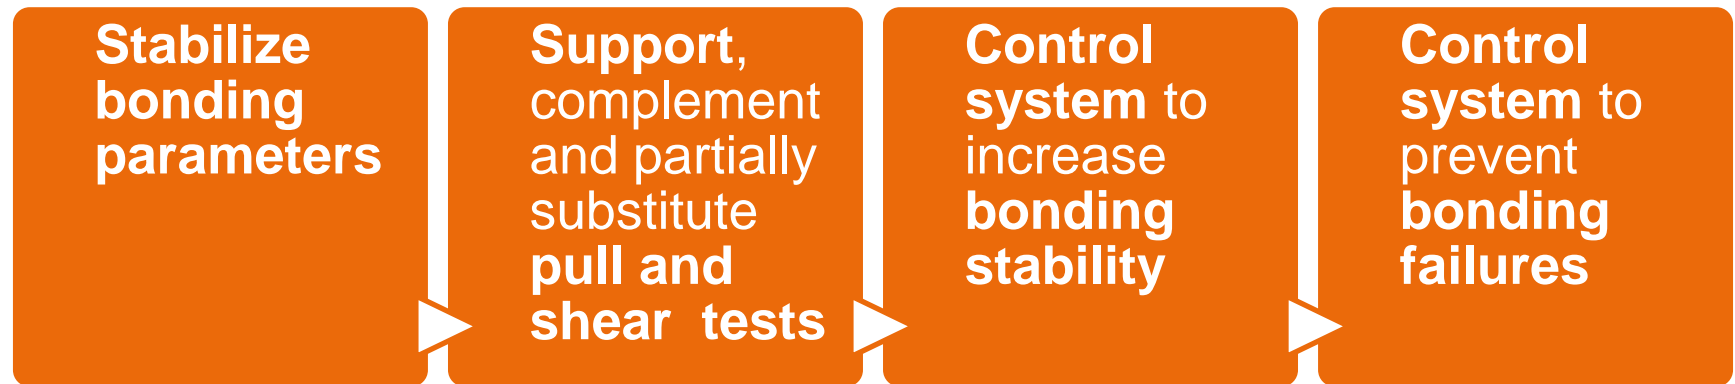 Stabilize
bonding
parameters
Support,
complement
and partially
substitute
pull and
shear  tests
Control
system to
increase
bonding
stability
Control
system to
prevent
bonding
failures